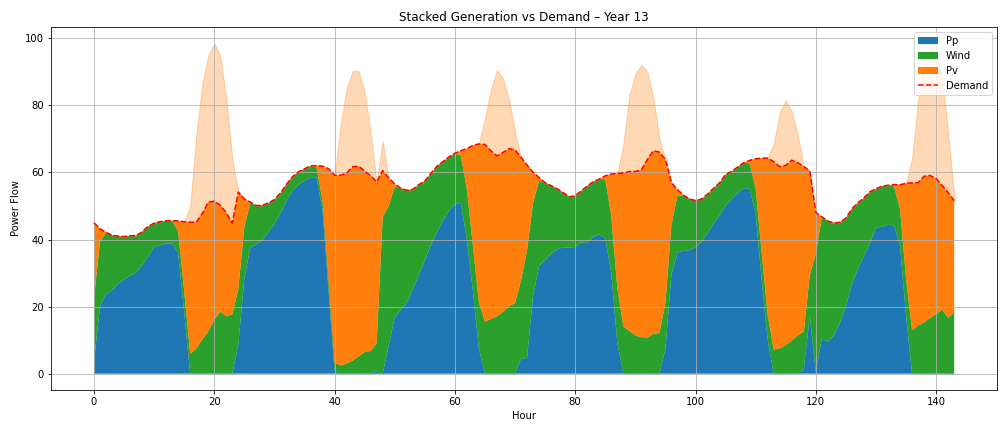 Stacked Generation vs Demand – Year 13
Pp
Wind
Pv
Demand
Power Flow
100
80
60
40
20
0
0 20 40 60 80 100 120 140
Hour